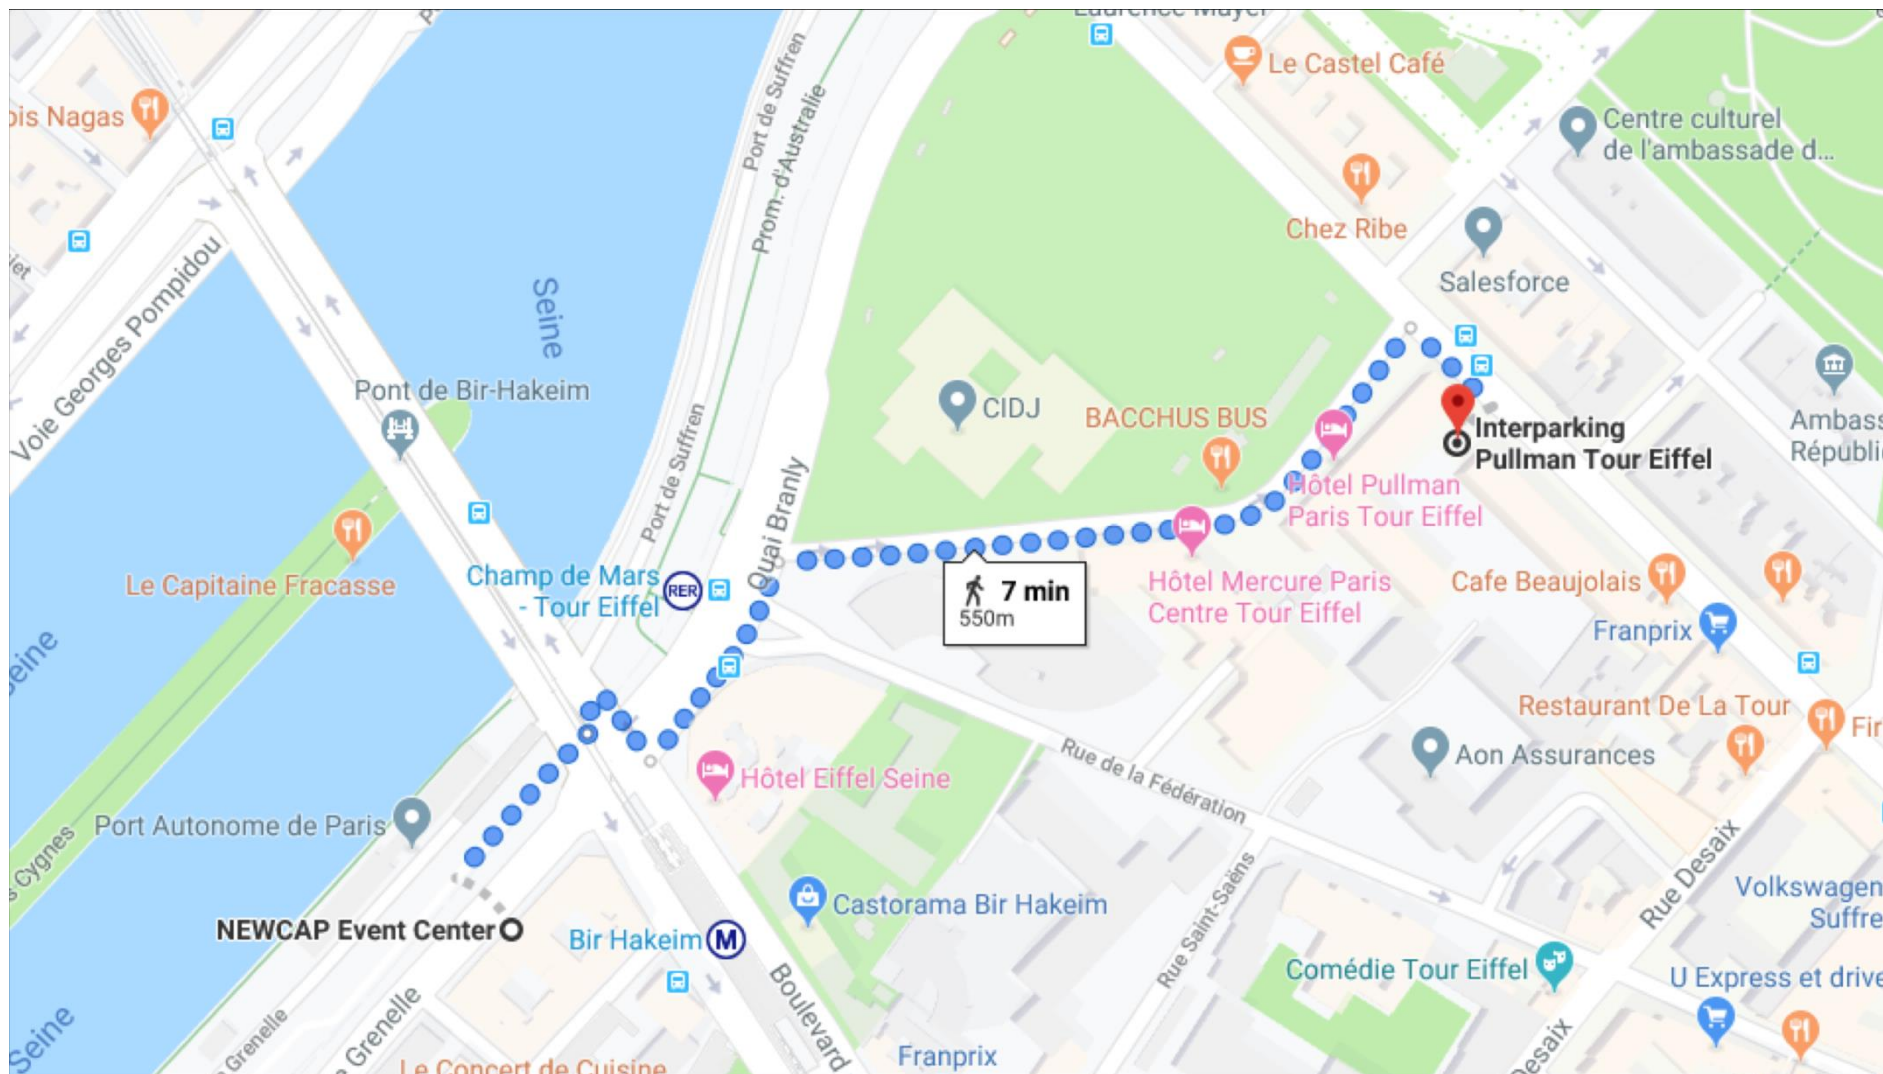 Laurence Mayer
Le Castel Café
ois Nagas
Port de Suffren
Prom. d'Australie
Centre culturel
de l'ambassade d...
Chez Ribe
Salesforce
Voie Georges Pompidou
Seine
Pont de Bir-Hakeim
CIDJ
BACCHUS BUS
Interparking
Pullman Tour Eiffel
Ambass
Républi
Port de Suffren
Quai Branly
Hôtel Pullman
Paris Tour Eiffel
Le Capitaine Fracasse
Champ de Mars
- Tour Eiffel
RER
7 min
550m
Hôtel Mercure Paris
Centre Tour Eiffel
Cafe Beaujolais
Franprix
Seine
Restaurant De La Tour
Fir
Aon Assurances
Hôtel Eiffel Seine
Rue de la Fédération
Port Autonome de Paris
s Cygnes
Rue Desaix
Rue Saint-Saëns
Volkswagen
Suffre
Castorama Bir Hakeim
NEWCAP Event Center
Bir Hakeim
M
Comédie Tour Eiffel
U Express et drive
Boulevard
Seine
Grenelle
Grenelle
Le Concert de Cuisine
Franprix
Desaix